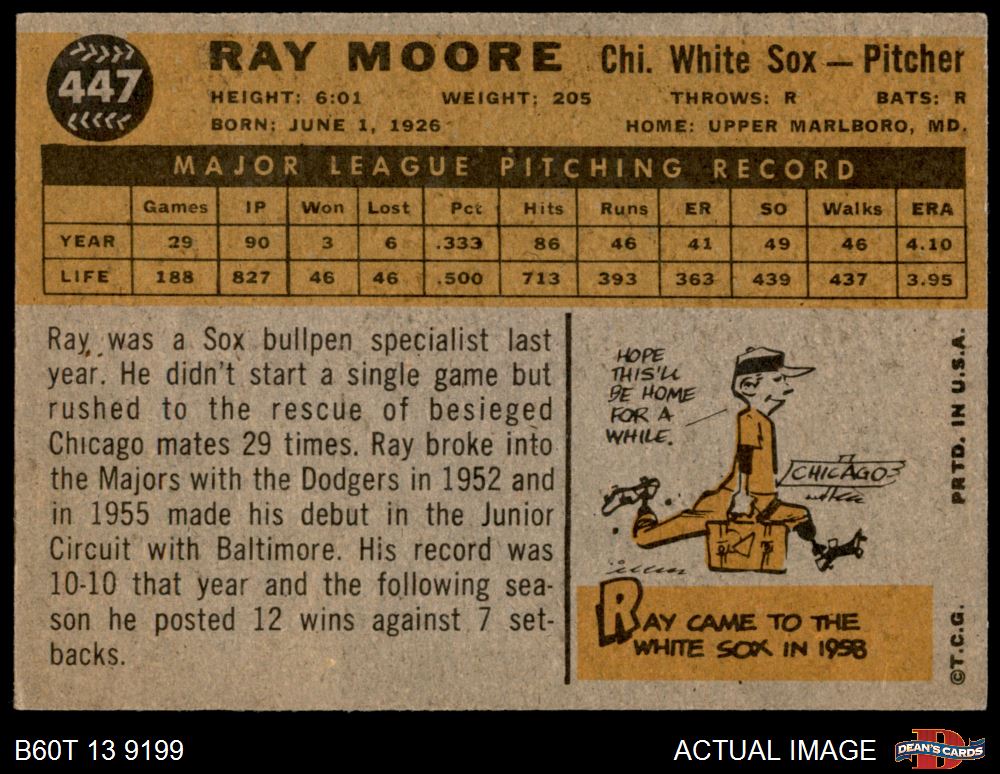 447
RAY MOORE Chi. White Sox — Pitcher
HEIGHT: 6:01 WEIGHT: 205 THROWS: R BATS: R
BORN: JUNE 1, 1926 HOME: UPPER MARLBORO, MD.
MAJOR LEAGUE PITCHING RECORD
Games IP Won Lost Pct Hits Runs ER SO Walks ERA
YEAR 29 90 3 6 .333 86 46 41 49 46 4.10
LIFE 188 827 46 46 .500 713 393 363 439 437 3.95
Ray was a Sox bullpen specialist last
year. He didn't start a single game but
rushed to the rescue of besieged
Chicago mates 29 times. Ray broke into
the Majors with the Dodgers in 1952 and
in 1955 made his debut in the Junior
Circuit with Baltimore. His record was
10-10 that year and the following sea-
son he posted 12 wins against 7 set-
backs.
HOPE
THIS'LL
BE HOME
FOR A
WHILE.
CHICAGO
RAY CAME TO THE
WHITE SOX IN 1958
©T.C.G. PRTD. IN U.S.A.
B60T 13 9199 ACTUAL IMAGE
D
DEAN'S CARDS